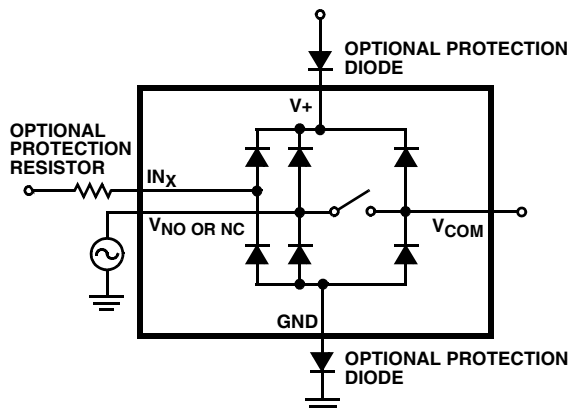 OPTIONAL PROTECTION
DIODE
V+
OPTIONAL
PROTECTION
RESISTOR
INX
VNO OR NC
VCOM
GND
OPTIONAL PROTECTION
DIODE